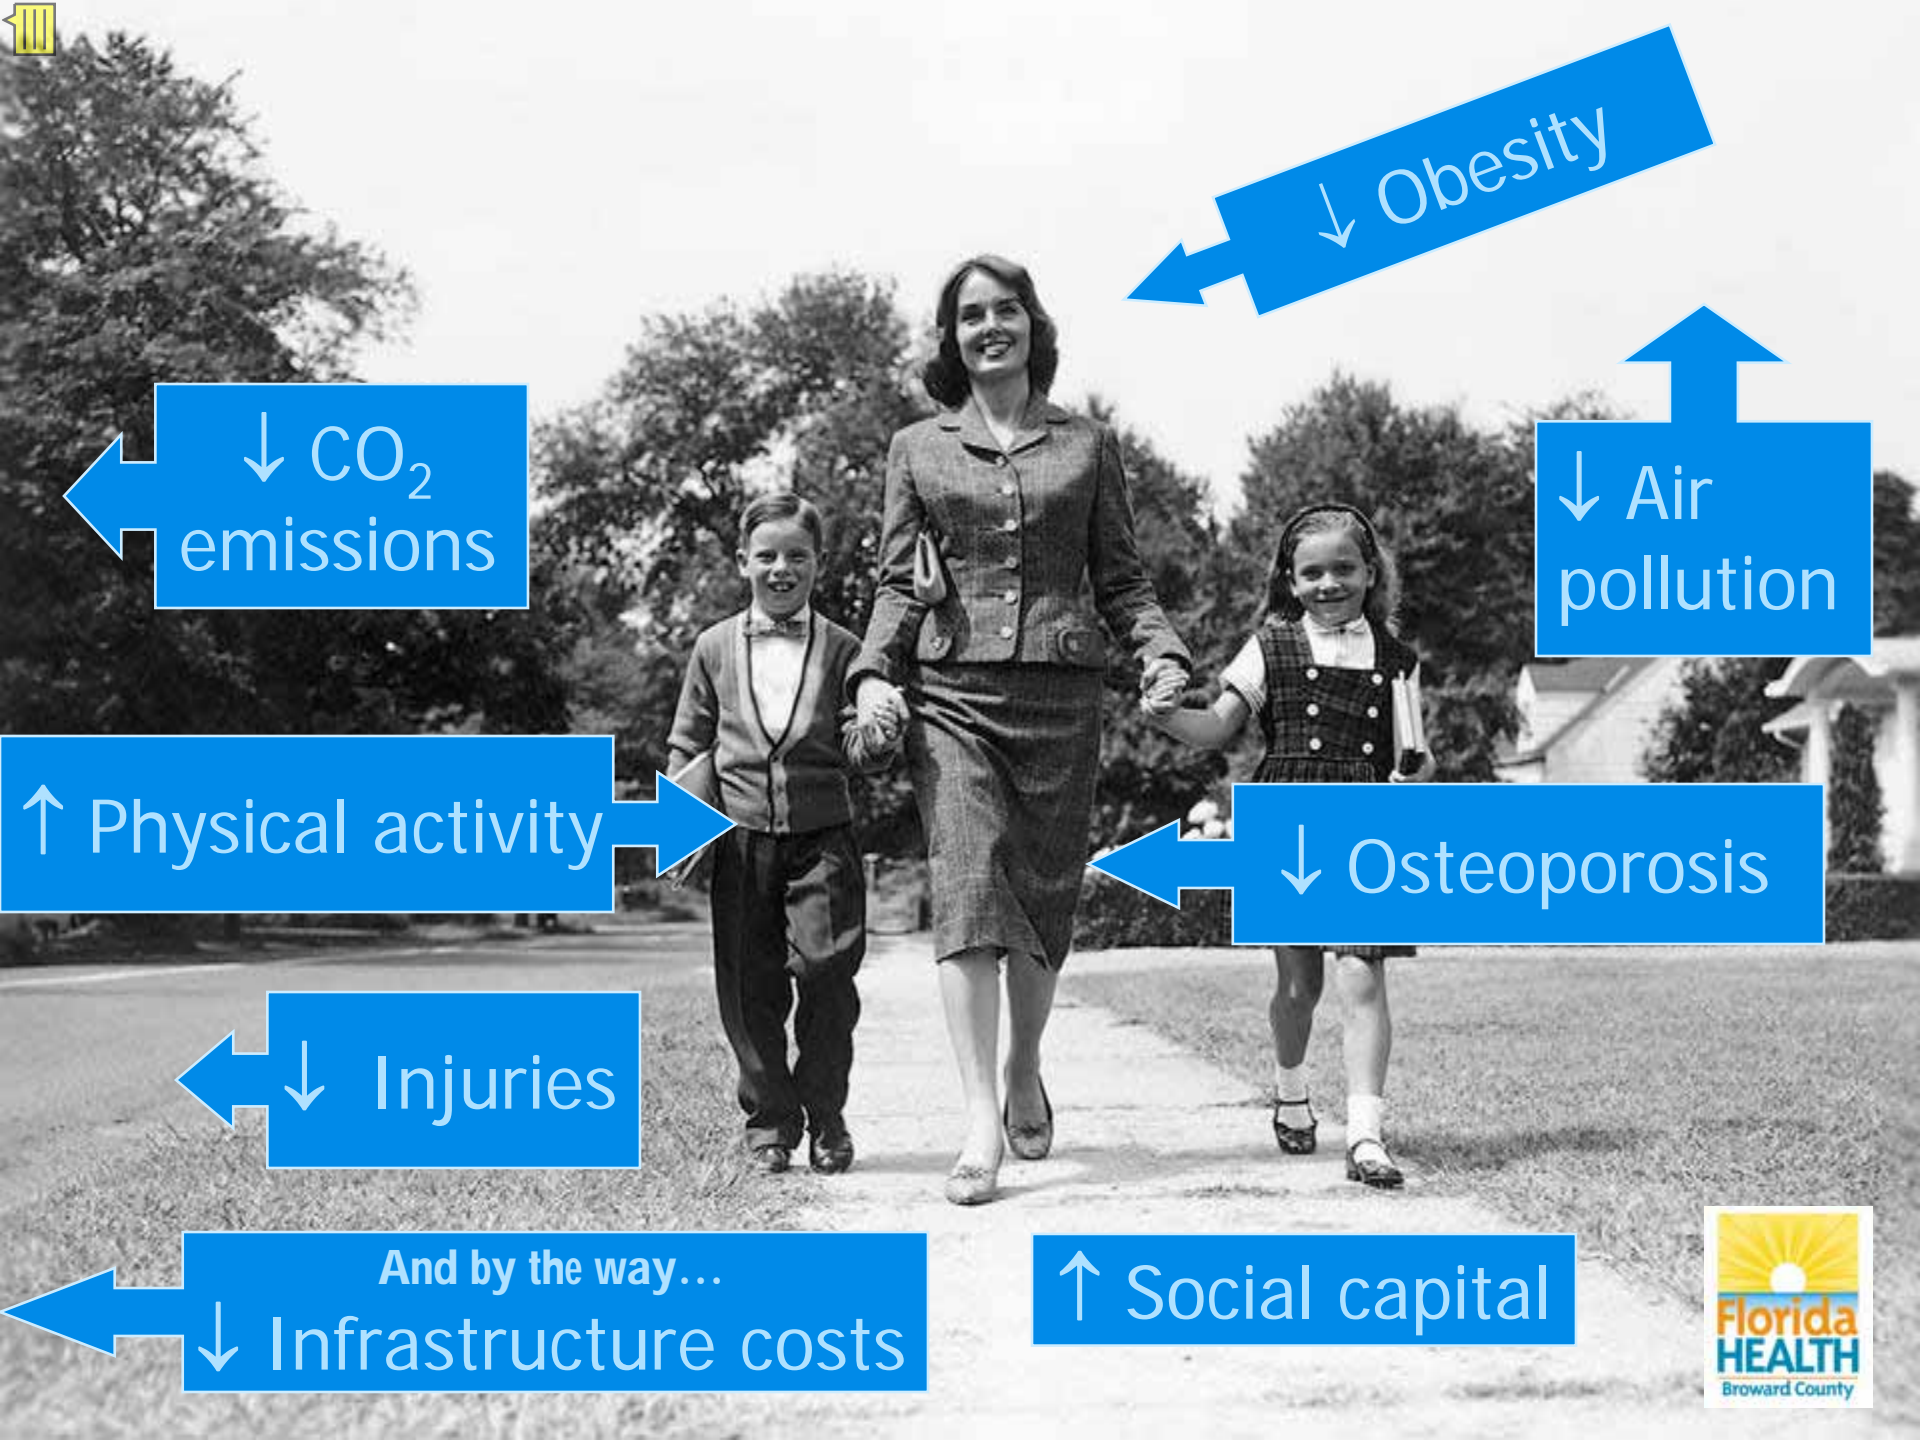 ↓ Obesity
↓ CO₂
emissions
↓ Air
pollution
↑ Physical activity
↓ Osteoporosis
↓ Injuries
And by the way…
↓ Infrastructure costs
↑ Social capital
Florida
HEALTH
Broward County